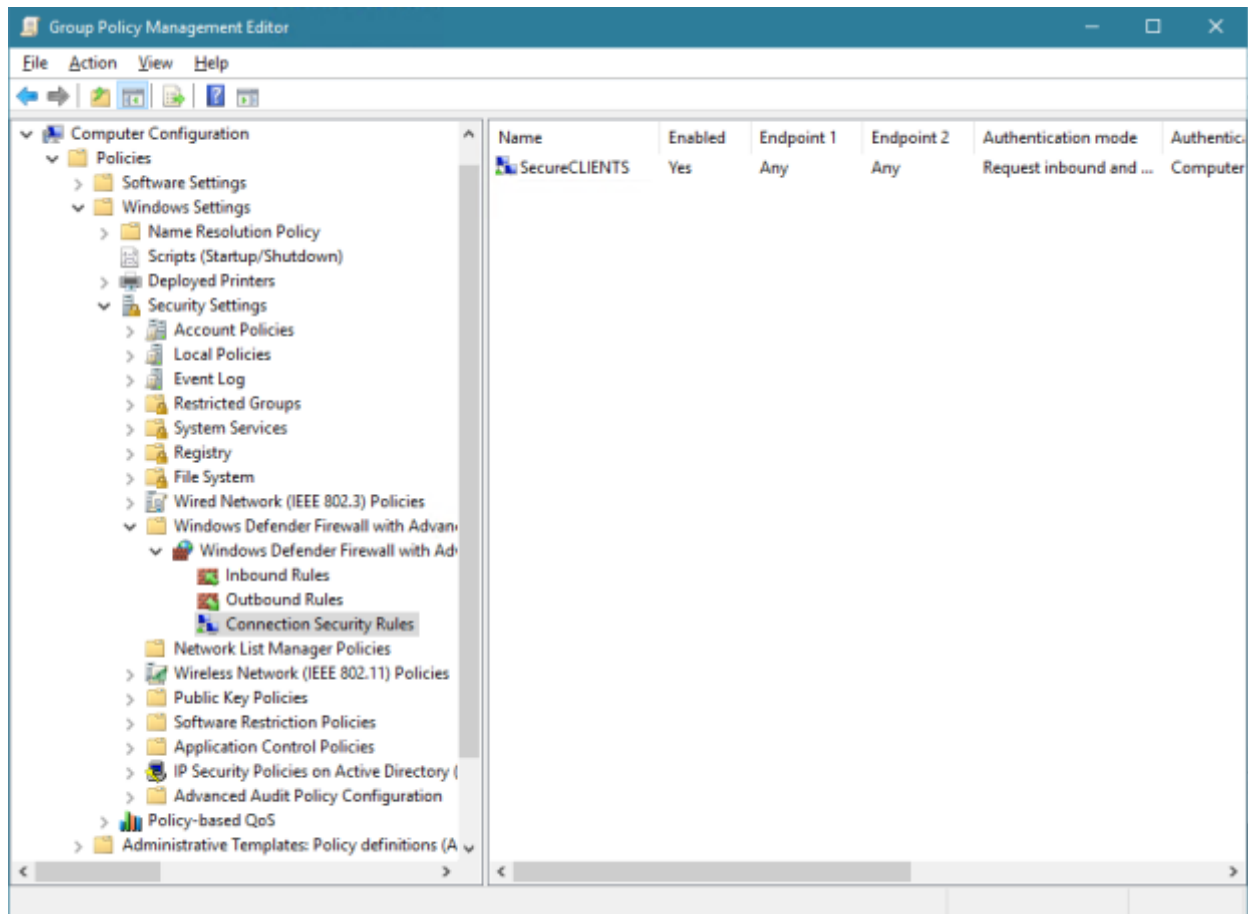 Group Policy Management Editor
File Action View Help
Computer Configuration
Policies
Software Settings
Windows Settings
Name Resolution Policy
Scripts (Startup/Shutdown)
Deployed Printers
Security Settings
Account Policies
Local Policies
Event Log
Restricted Groups
System Services
Registry
File System
Wired Network (IEEE 802.3) Policies
Windows Defender Firewall with Advan
Windows Defender Firewall with Ad
Inbound Rules
Outbound Rules
Connection Security Rules
Network List Manager Policies
Wireless Network (IEEE 802.11) Policies
Public Key Policies
Software Restriction Policies
Application Control Policies
IP Security Policies on Active Directory (
Advanced Audit Policy Configuration
Policy-based QoS
Administrative Templates: Policy definitions (A
Name Enabled Endpoint 1 Endpoint 2 Authentication mode Authentica
SecureCLIENTS Yes Any Any Request inbound and ... Computer